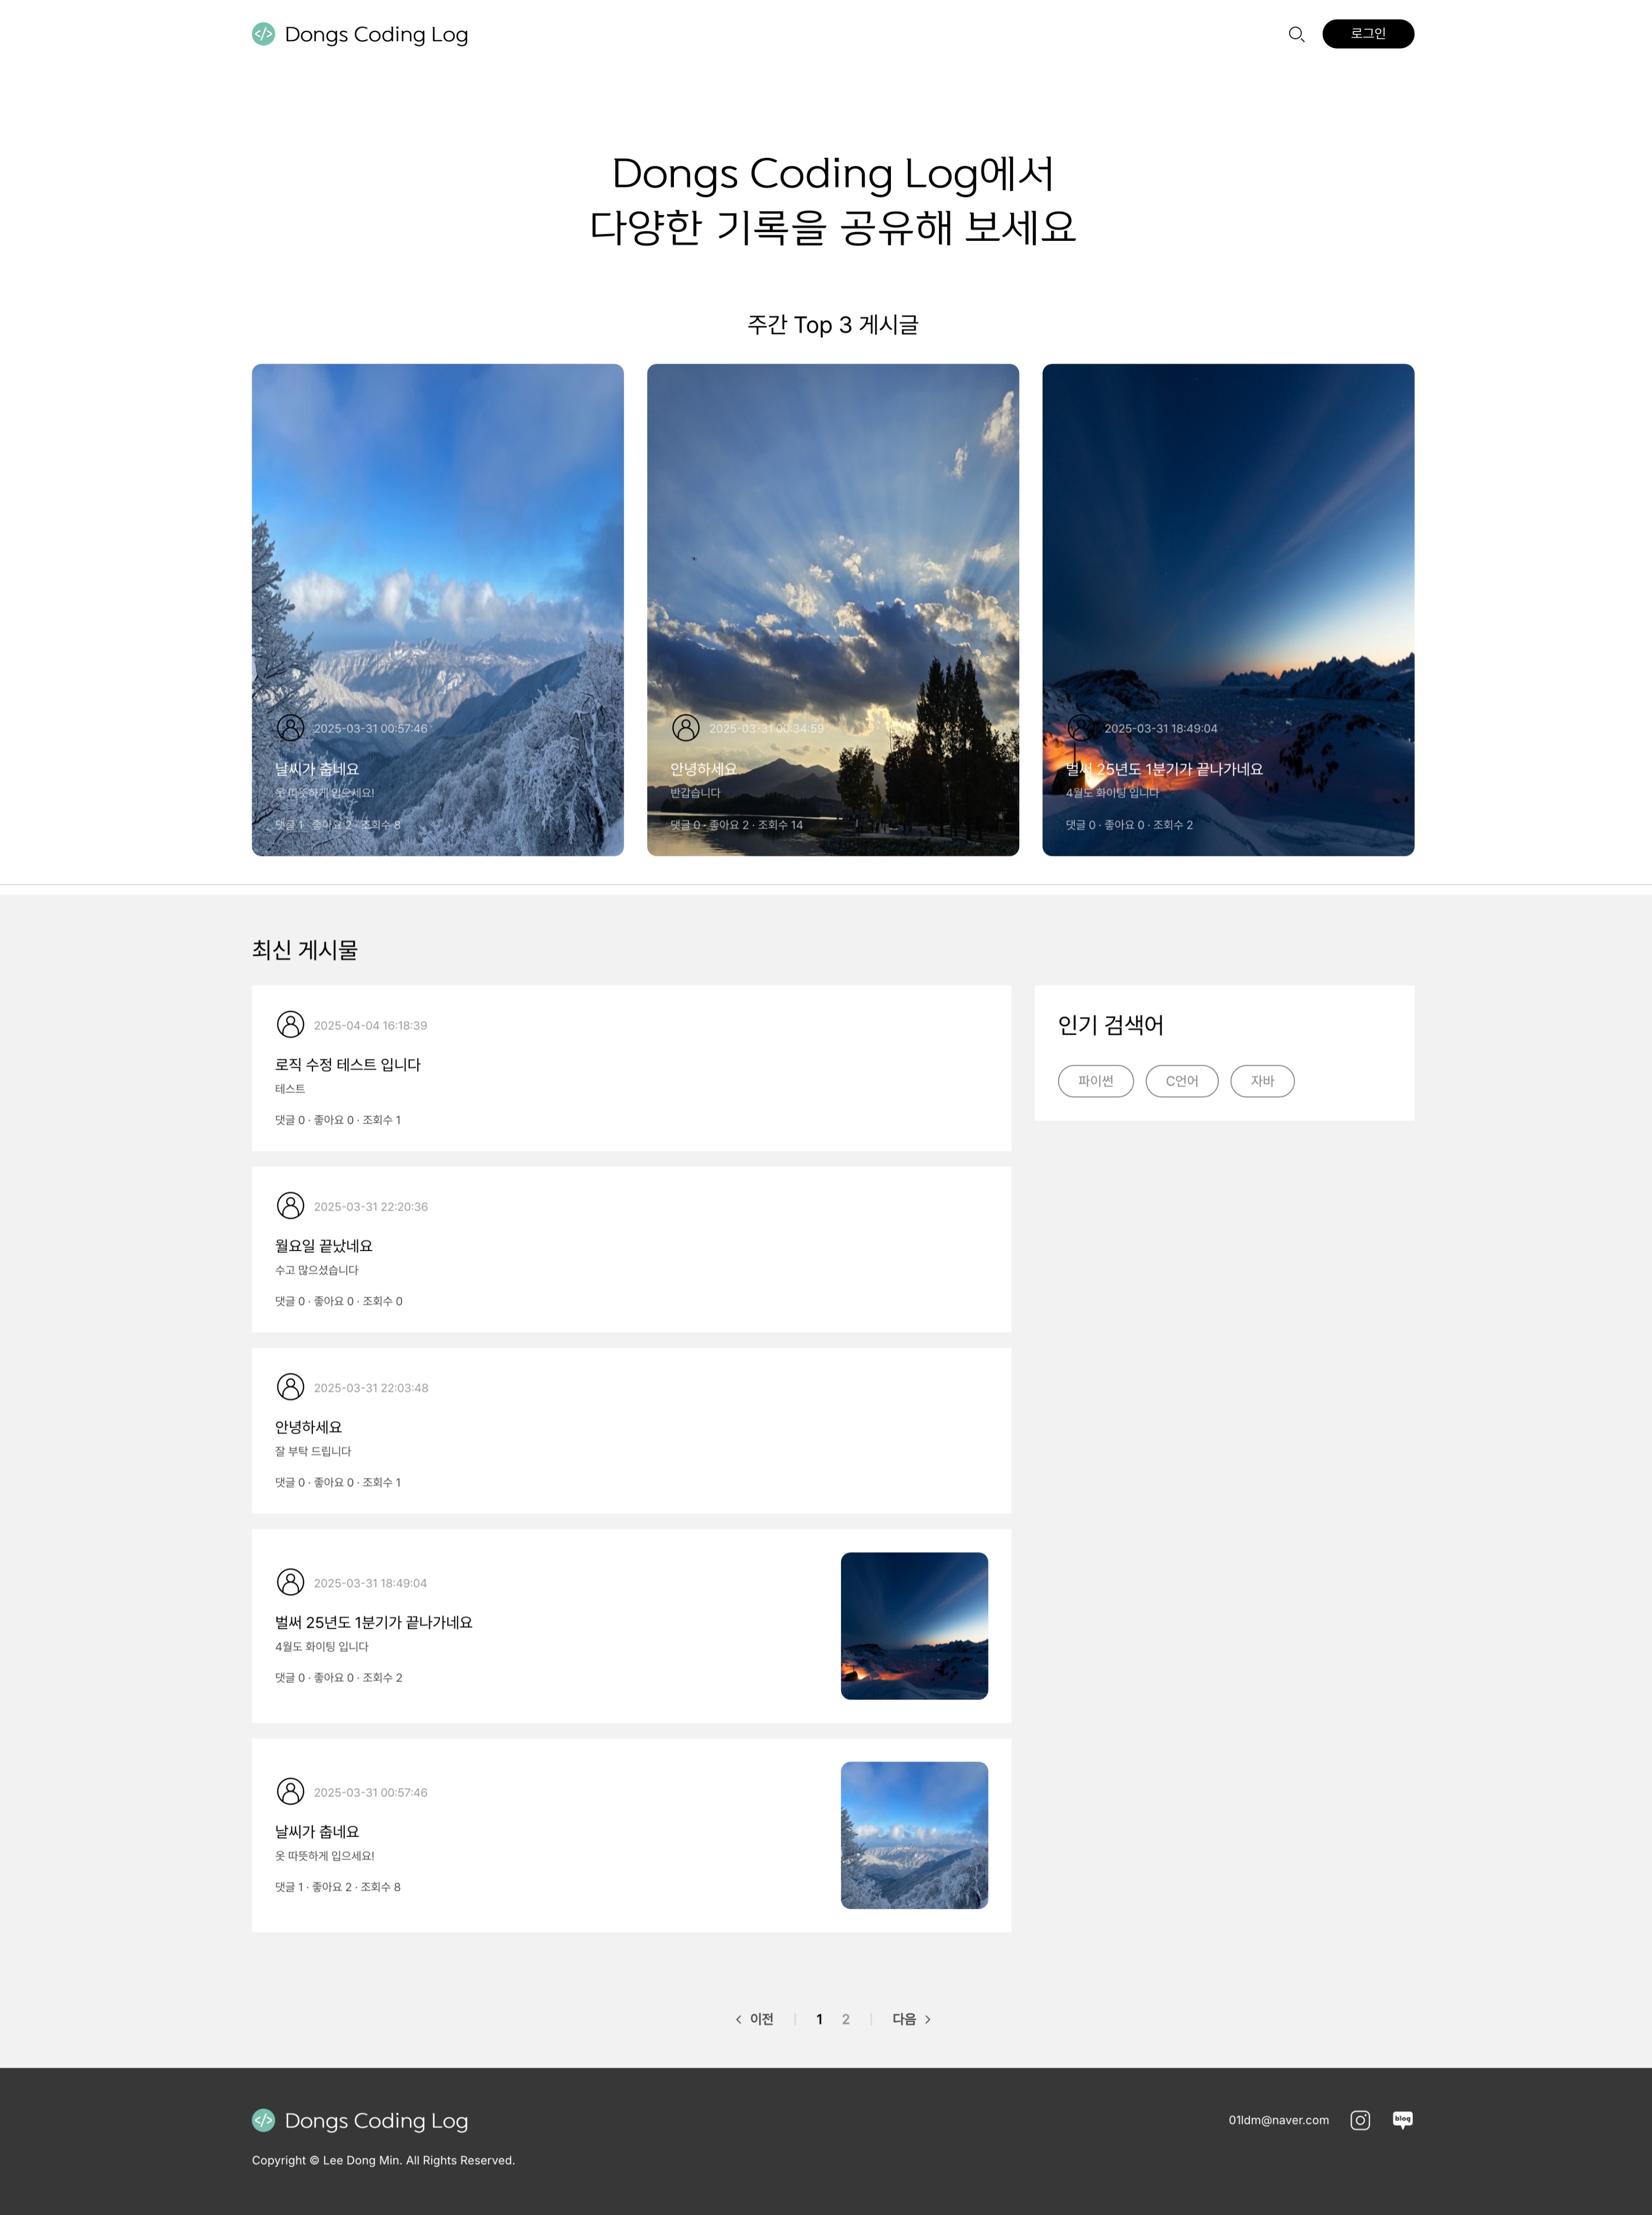 Dongs Coding Log
로그인
Dongs Coding Log에서
다양한 기록을 공유해 보세요
주간 Top 3 게시글
2025-03-31 00:57:46
날씨가 춥네요
옷 따뜻하게 입으세요!
댓글 1 · 좋아요 2 · 조회수 8
2025-03-31 00:34:59
안녕하세요
반갑습니다
댓글 0 · 좋아요 2 · 조회수 14
2025-03-31 18:49:04
벌써 25년도 1분기가 끝나가네요
4월도 화이팅 입니다
댓글 0 · 좋아요 0 · 조회수 2
최신 게시물
2025-04-04 16:18:39
로직 수정 테스트 입니다
테스트
댓글 0 · 좋아요 0 · 조회수 1
2025-03-31 22:20:36
월요일 끝났네요
수고 많으셨습니다
댓글 0 · 좋아요 0 · 조회수 0
2025-03-31 22:03:48
안녕하세요
잘 부탁 드립니다
댓글 0 · 좋아요 0 · 조회수 1
2025-03-31 18:49:04
벌써 25년도 1분기가 끝나가네요
4월도 화이팅 입니다
댓글 0 · 좋아요 0 · 조회수 2
2025-03-31 00:57:46
날씨가 춥네요
옷 따뜻하게 입으세요!
댓글 1 · 좋아요 2 · 조회수 8
인기 검색어
파이썬 C언어 자바
이전 | 1 2 | 다음
Dongs Coding Log
01ldm@naver.com
blog
Copyright © Lee Dong Min. All Rights Reserved.